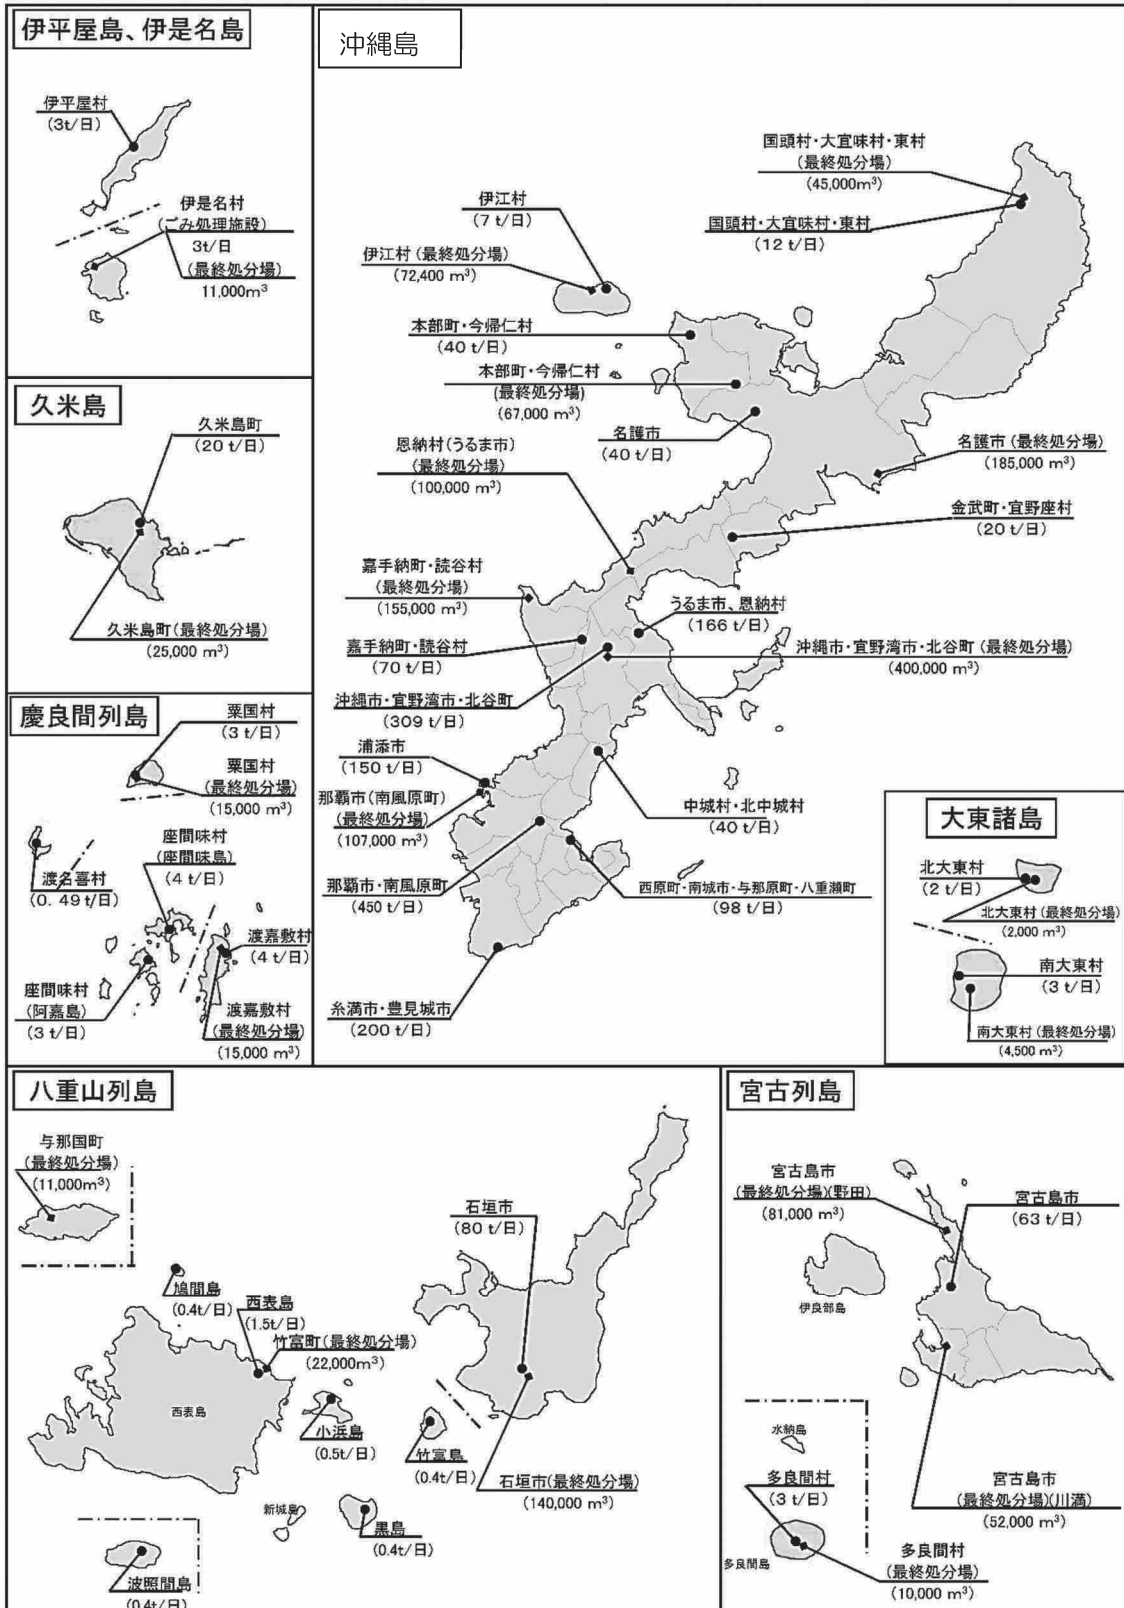 伊平屋島、伊是名島
伊平屋村
(3t/日)
伊是名村
(ごみ処理施設)
3t/日
(最終処分場)
11,000m³
久米島
久米島町
(20 t/日)
久米島町(最終処分場)
(25,000 m³)
慶良間列島
粟国村
(3 t/日)
粟国村
(最終処分場)
(15,000 m³)
座間味村
(座間味島)
(4 t/日)
渡名喜村
(0. 49 t/日)
渡嘉敷村
(4 t/日)
座間味村
(阿嘉島)
(3 t/日)
渡嘉敷村
(最終処分場)
(15,000 m³)
沖縄島
国頭村・大宜味村・東村
(最終処分場)
(45,000m³)
国頭村・大宜味村・東村
(12 t/日)
伊江村
(7 t/日)
伊江村 (最終処分場)
(72,400 m³)
本部町・今帰仁村
(40 t/日)
本部町・今帰仁村
(最終処分場)
(67,000 m³)
名護市
(40 t/日)
恩納村 (うるま市)
(最終処分場)
(100,000 m³)
名護市 (最終処分場)
(185,000 m³)
金武町・宜野座村
(20 t/日)
嘉手納町・読谷村
(最終処分場)
(155,000 m³)
うるま市、恩納村
(166 t/日)
嘉手納町・読谷村
(70 t/日)
沖縄市・宜野湾市・北谷町 (最終処分場)
(400,000 m³)
沖縄市・宜野湾市・北谷町
(309 t/日)
浦添市
(150 t/日)
那覇市 (南風原町)
(最終処分場)
(107,000 m³)
中城村・北中城村
(40 t/日)
那覇市・南風原町
(450 t/日)
西原町・南城市・与那原町・八重瀬町
(98 t/日)
糸満市・豊見城市
(200 t/日)
大東諸島
北大東村
(2 t/日)
北大東村 (最終処分場)
(2,000 m³)
南大東村
(3 t/日)
南大東村 (最終処分場)
(4,500 m³)
八重山列島
与那国町
(最終処分場)
(11,000m³)
石垣市
(80 t/日)
鳩間島
(0.4t/日)
西表島
(1.5t/日)
竹富町 (最終処分場)
(22,000m³)
西表島
小浜島
(0.5t/日)
竹富島
(0.4t/日)
石垣市(最終処分場)
(140,000 m³)
新城島
黒島
(0.4t/日)
波照間島
(0.4t/日)
宮古列島
宮古島市
(最終処分場)(野田)
(81,000 m³)
宮古島市
(63 t/日)
伊良部島
水納島
多良間村
(3 t/日)
宮古島市
(最終処分場)(川満)
(52,000 m³)
多良間島
多良間村
(最終処分場)
(10,000 m³)